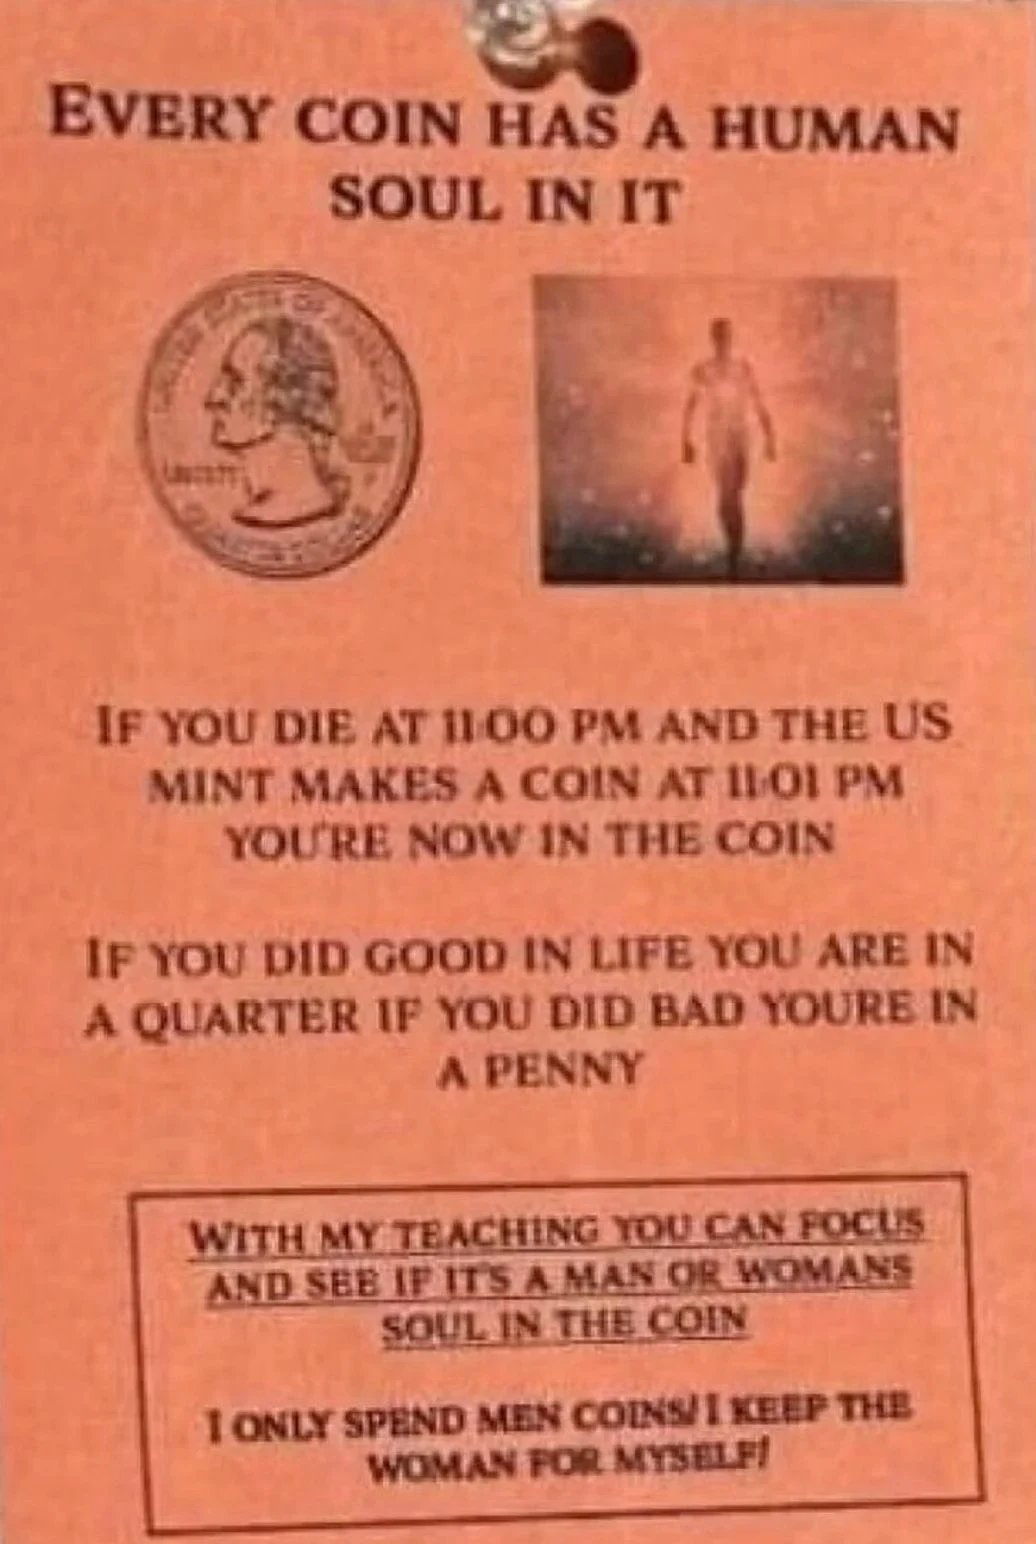 EVERY COIN HAS A HUMAN
SOUL IN IT
LIBERTY
IF YOU DIE AT 11:00 PM AND THE US
MINT MAKES A COIN AT 11:01 PM
YOU'RE NOW IN THE COIN
IF YOU DID GOOD IN LIFE YOU ARE IN
A QUARTER IF YOU DID BAD YOURE IN
A PENNY
WITH MY TEACHING YOU CAN FOCUS
AND SEE IF IT'S A MAN OR WOMANS
SOUL IN THE COIN
I ONLY SPEND MEN COINS! I KEEP THE
WOMAN FOR MYSELF!